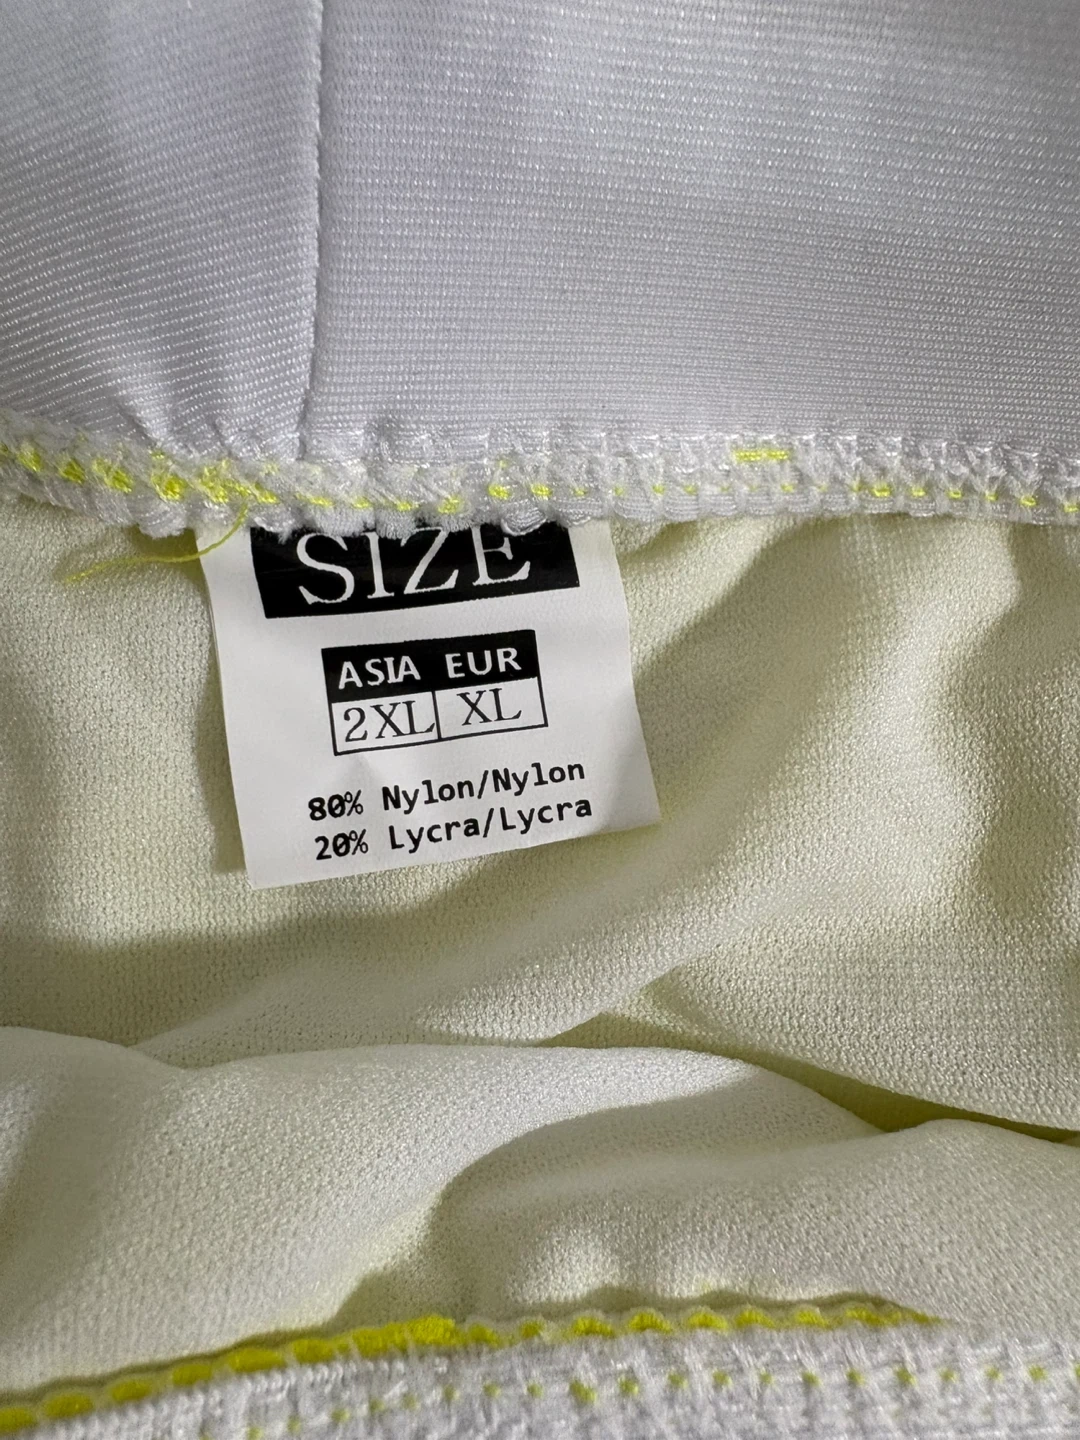 SIZE
ASIA EUR
2XL XL
80% Nylon/Nylon
20% Lycra/Lycra